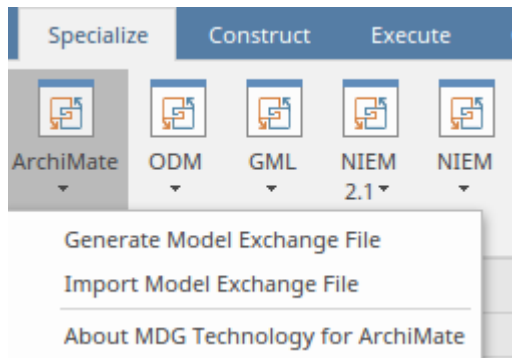 Specialize Construct Execute
ArchiMate ODM GML NIEM NIEM
2.1
Generate Model Exchange File
Import Model Exchange File
About MDG Technology for ArchiMate